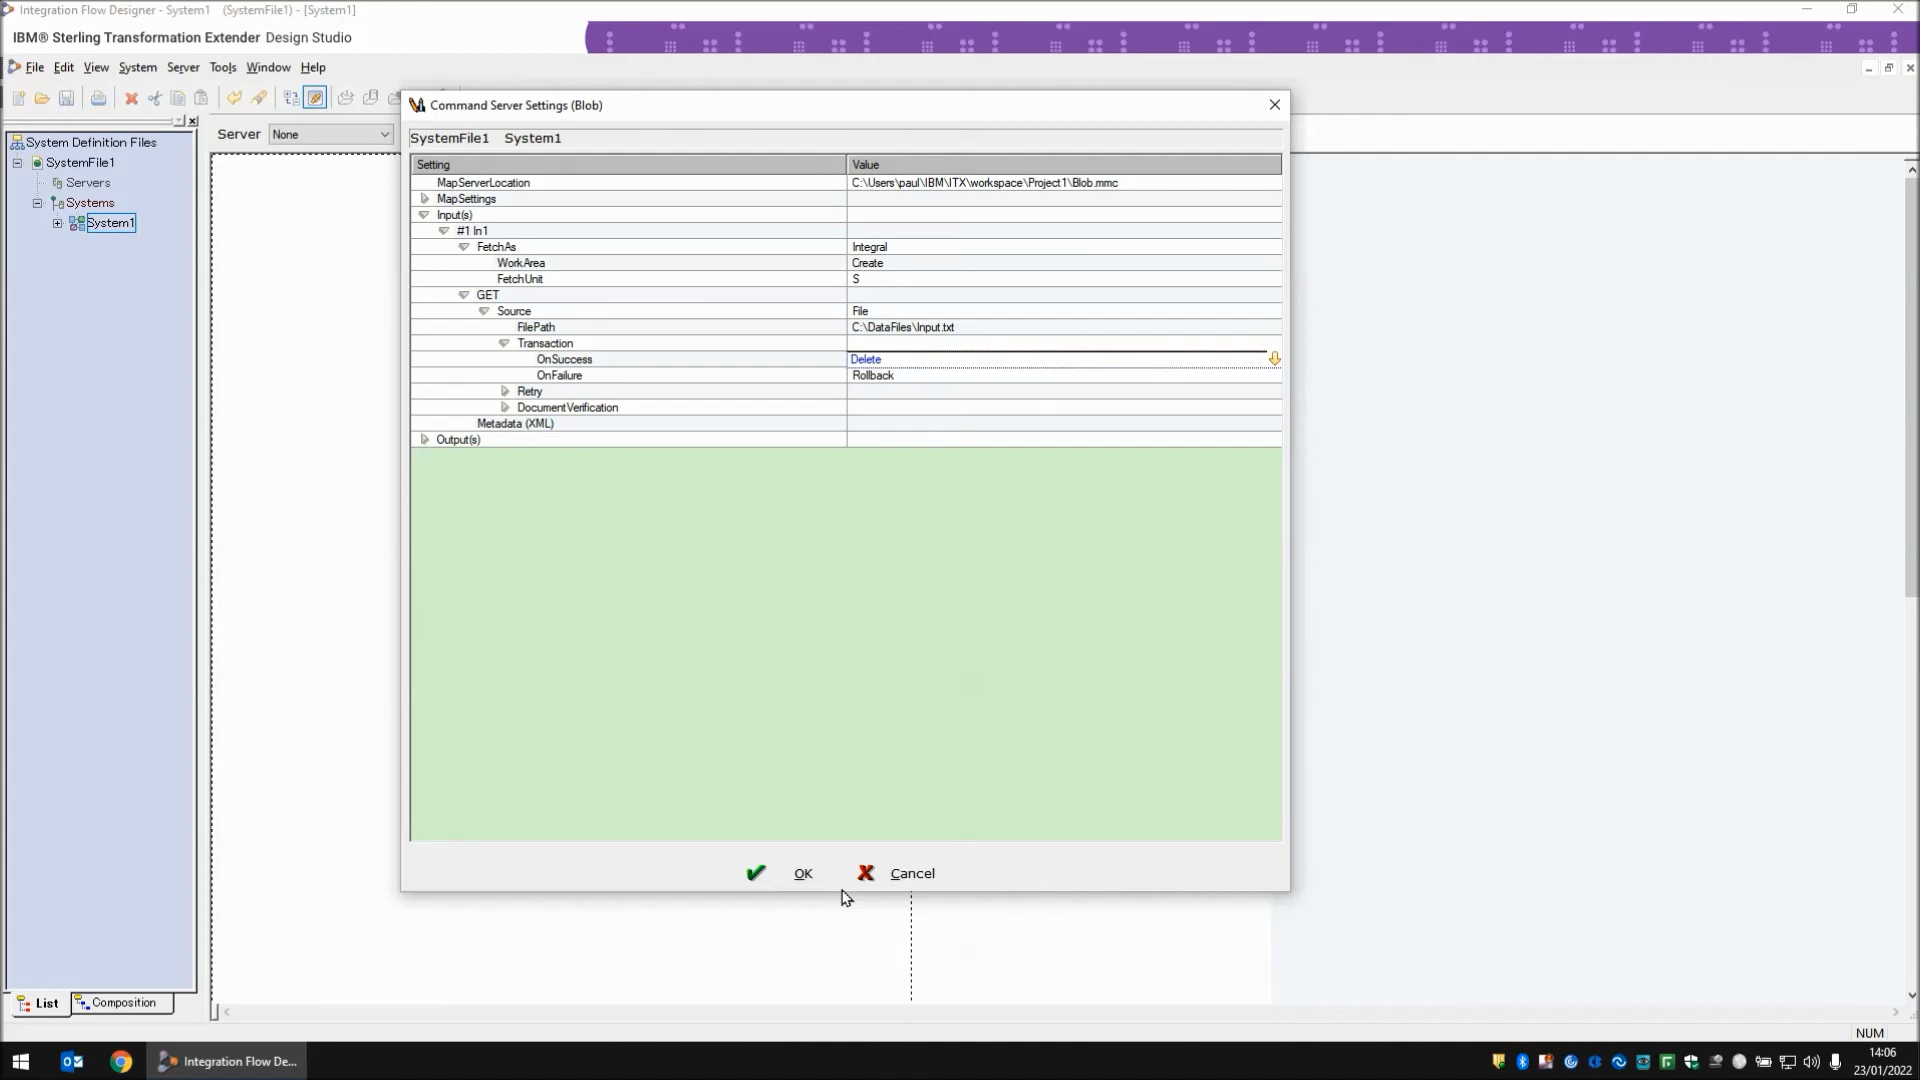 Integration Flow Designer - System1 (SystemFile1) - [System1]
IBM® Sterling Transformation Extender Design Studio
File Edit View System Server Tools Window Help
Command Server Settings (Blob)
Server None
SystemFile1 System1
System Definition Files
SystemFile1
Servers
Systems
System1
Setting Value
MapServerLocation C:\Users\paul\IBM\ITX\workspace\Project1\Blob.mmc
MapSettings
Input(s)
#1 In1
FetchAs Integral
WorkArea Create
FetchUnit S
GET
Source File
FilePath C:\DataFiles\Input.txt
Transaction
OnSuccess Delete
OnFailure Rollback
Retry
DocumentVerification
Metadata (XML)
Output(s)
OK Cancel
List Composition
NUM
Integration Flow De...
14:06
23/01/2022